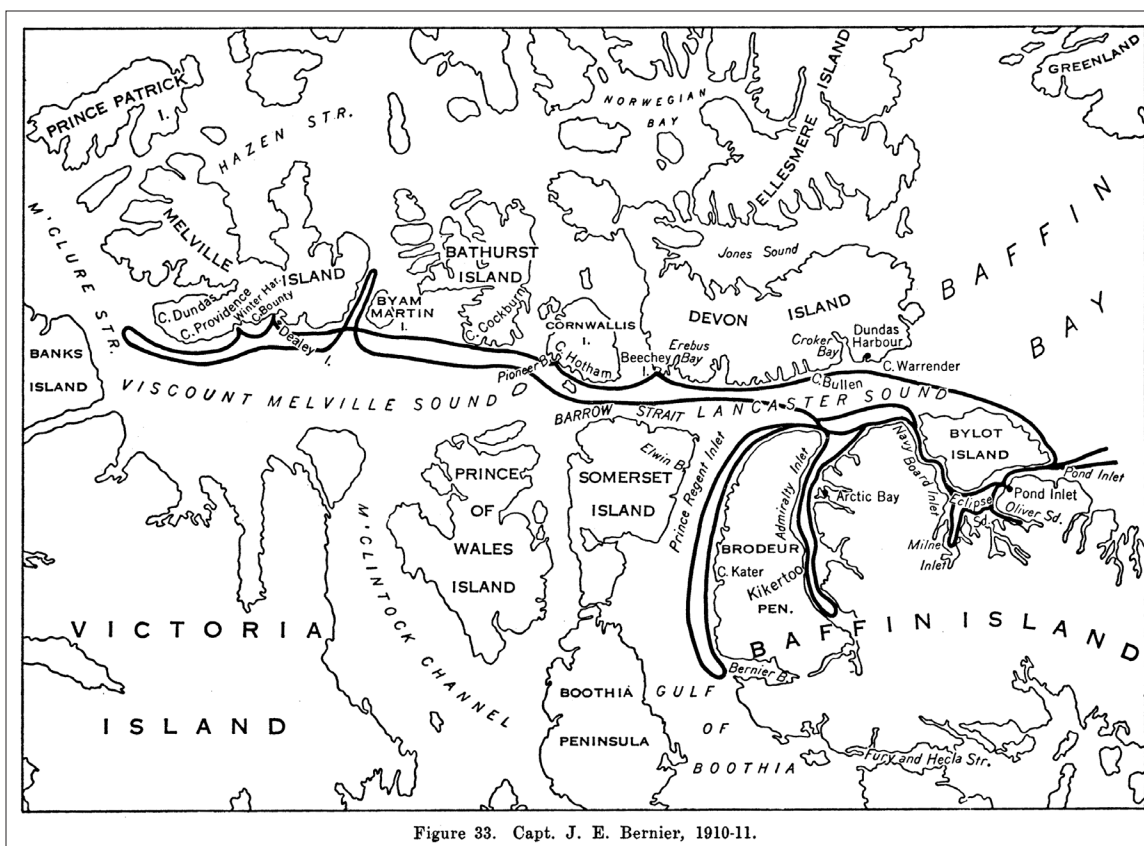 PRINCE PATRICK
I.
HAZEN STR.
NORWEGIAN
BAY
ELLESMERE ISLAND
GREENLAND
M'CLURE STR.
MELVILLE
ISLAND
BATHURST
ISLAND
Jones Sound
BAFFIN
BAY
C. Dundas
C. Providence
Winter Har.
C. Bounty
Dealey I.
BYAM
MARTIN
I.
C. Cockburn
CORNWALLIS
I.
DEVON ISLAND
Erebus
Bay
Beechey
I.
Croker
Bay
Dundas
Harbour
C. Warrender
BANKS
ISLAND
Pioneer B.
C. Hotham
C. Bullen
VISCOUNT MELVILLE SOUND
BARROW STRAIT
LANCASTER SOUND
BYLOT
ISLAND
Navy Board Inlet
Pond Inlet
Pond Inlet
Eclipse
Sd.
Oliver Sd.
Milne
Inlet
PRINCE
OF
WALES
ISLAND
Elwin B.
SOMERSET
ISLAND
Prince Regent Inlet
Admiralty Inlet
Arctic Bay
BRODEUR
C. Kater
Kikertoo
PEN.
M'CLINTOCK CHANNEL
VICTORIA
ISLAND
BAFFIN ISLAND
Bernier B.
BOOTHIA
PENINSULA
GULF
OF
BOOTHIA
Fury and Hecla Str.
Figure 33. Capt. J. E. Bernier, 1910-11.